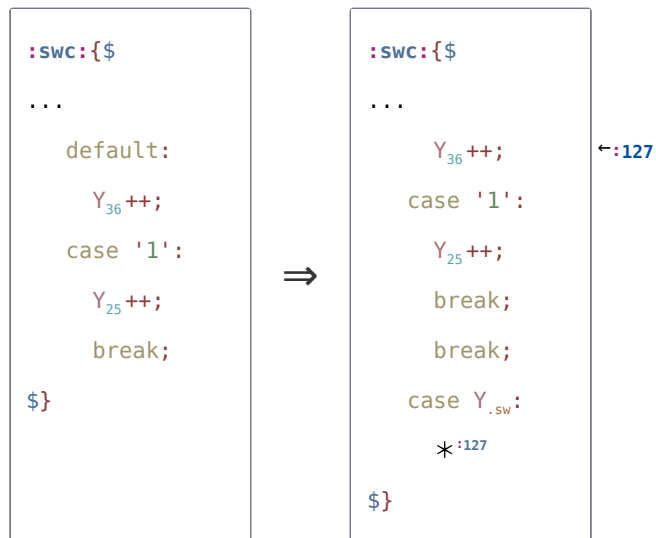 :swc:{$
...
default:
Y36++;
case '1':
Y25++;
break;
$}
⇒
:swc:{$
...
Y36++;
←:127
case '1':
Y25++;
break;
break;
case Y.sw:
*:127
$}